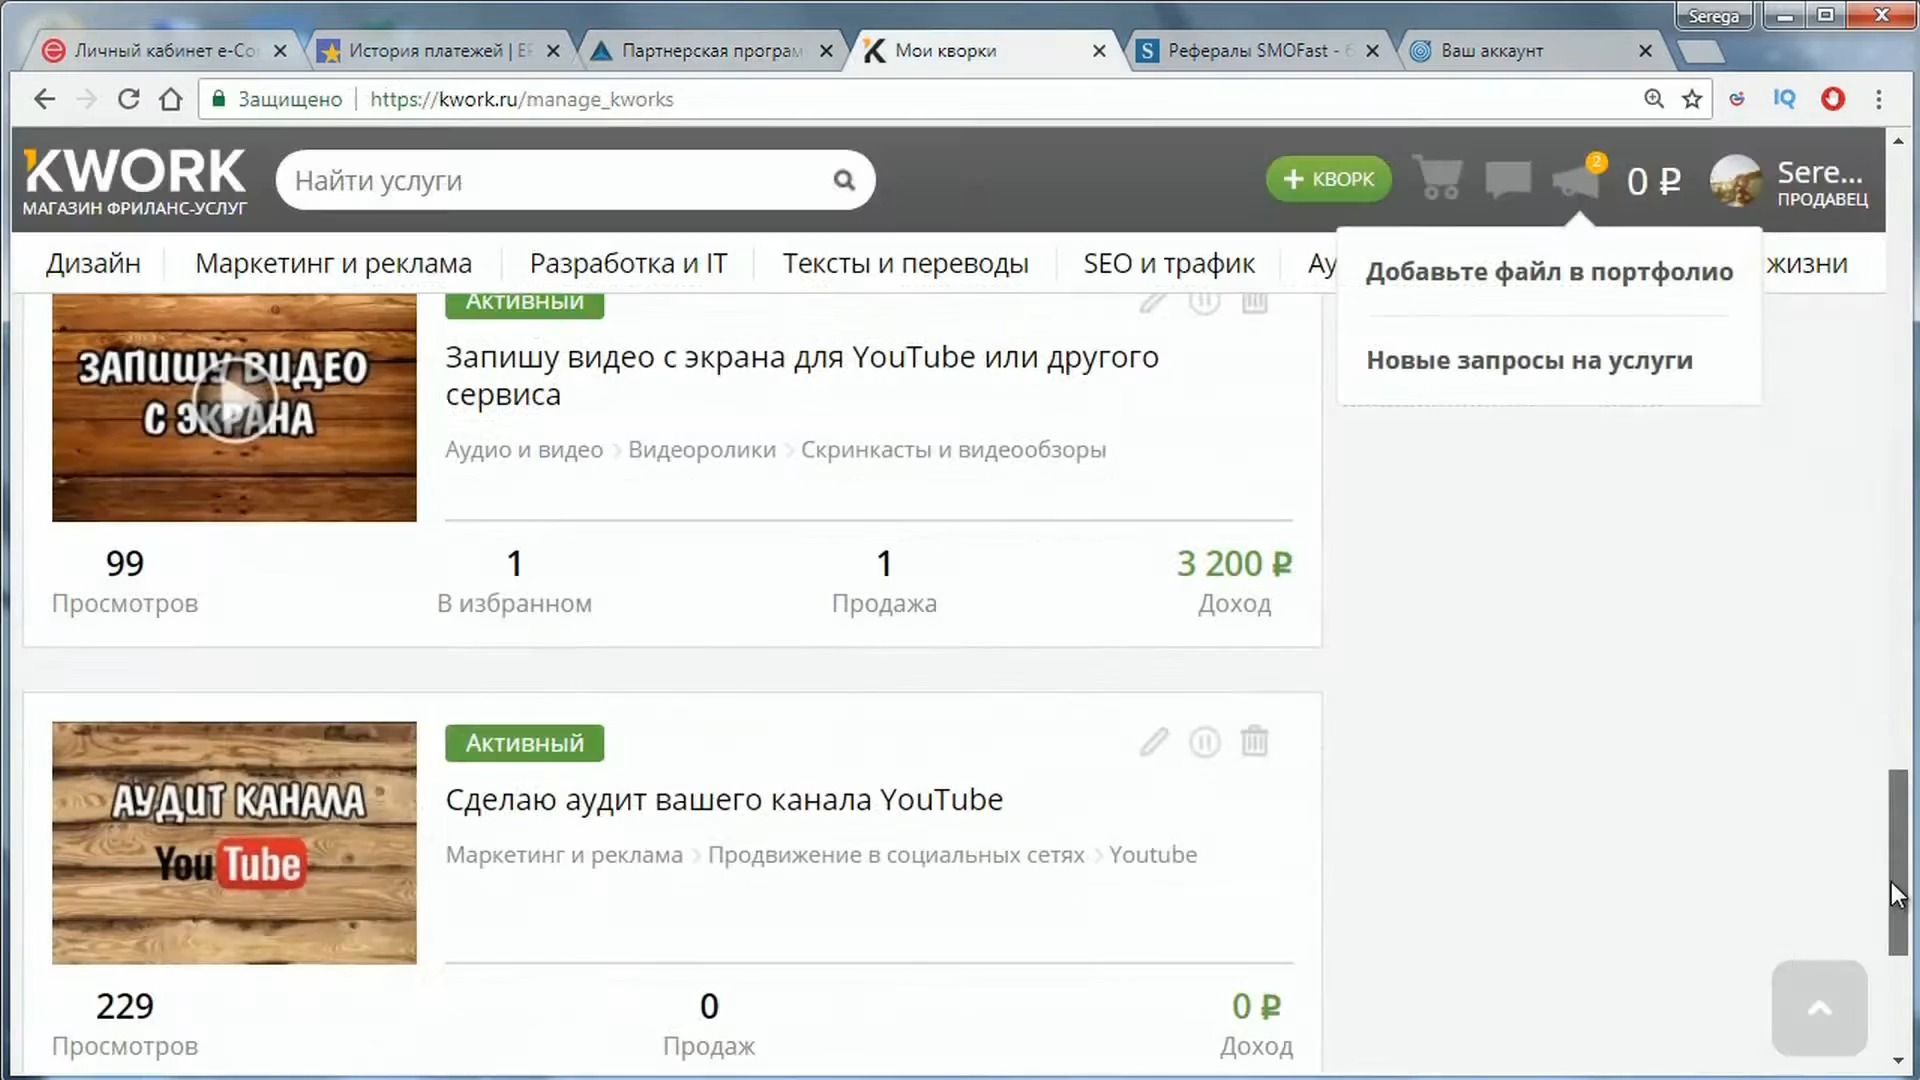 Serega
Личный кабинет e-Co
История платежей | EP
Партнерская програм
Мои кворки
Рефералы SMOFast -
Ваш аккаунт
Защищено
https://kwork.ru/manage_kworks
IQ
KWORK
МАГАЗИН ФРИЛАНС-УСЛУГ
Найти услуги
+ КВОРК
2
0 ₽
Sere...
ПРОДАВЕЦ
Дизайн
Маркетинг и реклама
Разработка и IT
Тексты и переводы
SEO и трафик
Ау
жизни
Добавьте файл в портфолио
Новые запросы на услуги
ЗАПИШУ ВИДЕО
С ЭКРАНА
Активный
Запишу видео с экрана для YouTube или другого
сервиса
Аудио и видео > Видеоролики > Скринкасты и видеообзоры
99
Просмотров
1
В избранном
1
Продажа
3 200 ₽
Доход
АУДИТ КАНАЛА
YouTube
Активный
Сделаю аудит вашего канала YouTube
Маркетинг и реклама > Продвижение в социальных сетях > Youtube
229
Просмотров
0
Продаж
0 ₽
Доход